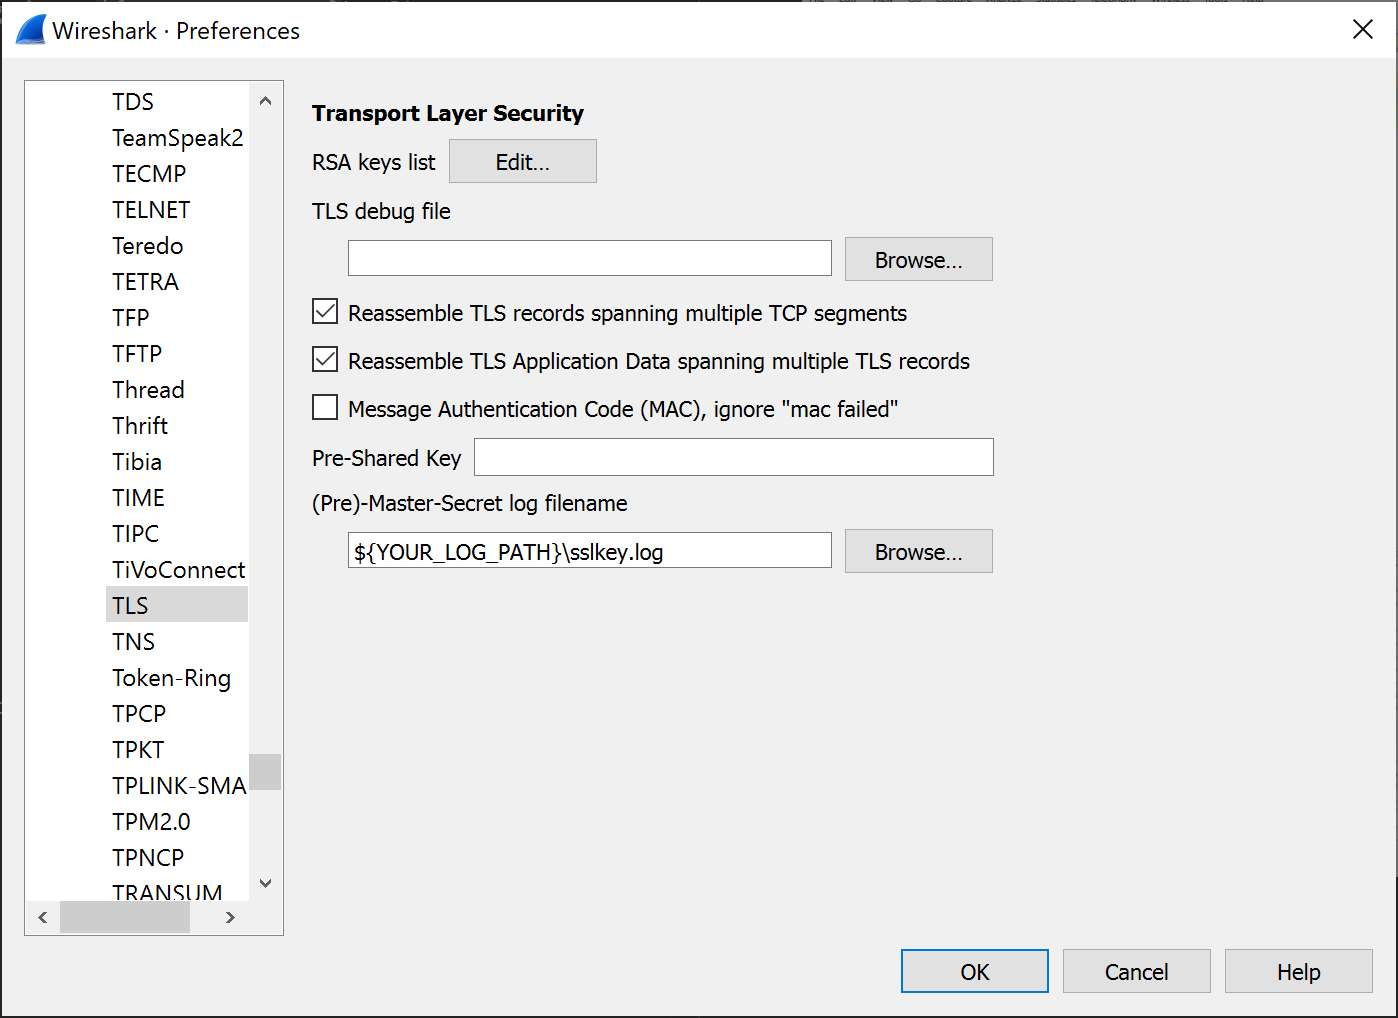 Wireshark · Preferences
TDS
TeamSpeak2
TECMP
TELNET
Teredo
TETRA
TFP
TFTP
Thread
Thrift
Tibia
TIME
TIPC
TiVoConnect
TLS
TNS
Token-Ring
TPCP
TPKT
TPLINK-SMA
TPM2.0
TPNCP
TRANSUM
Transport Layer Security
RSA keys list Edit...
TLS debug file
Browse...
Reassemble TLS records spanning multiple TCP segments
Reassemble TLS Application Data spanning multiple TLS records
Message Authentication Code (MAC), ignore "mac failed"
Pre-Shared Key
(Pre)-Master-Secret log filename
${YOUR_LOG_PATH}\sslkey.log Browse...
OK Cancel Help